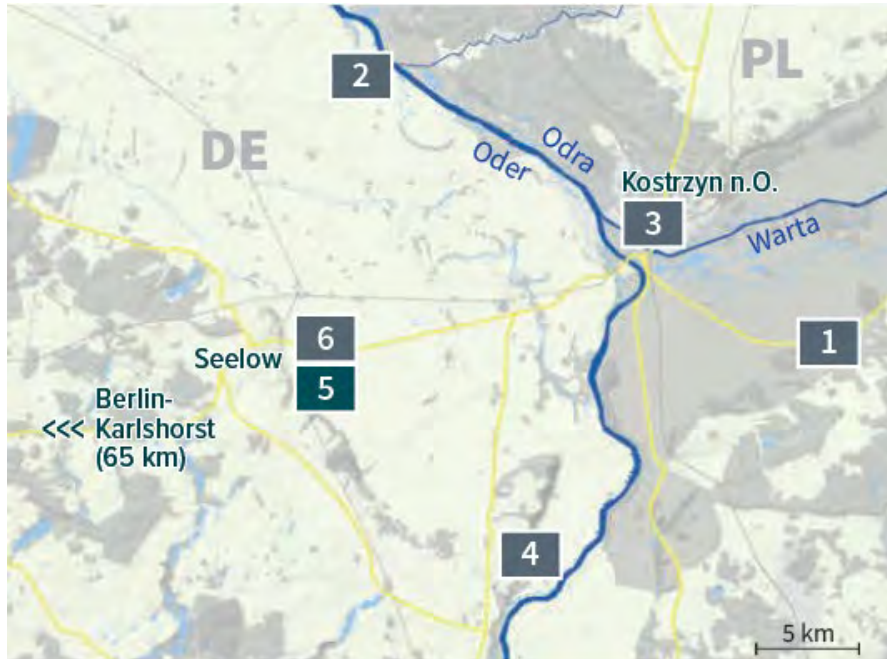 2
PL
DE
Oder
Odra
Kostrzyn n.O.
3
Warta
6
1
Seelow
5
<<< Berlin-
Karlshorst
(65 km)
4
5 km